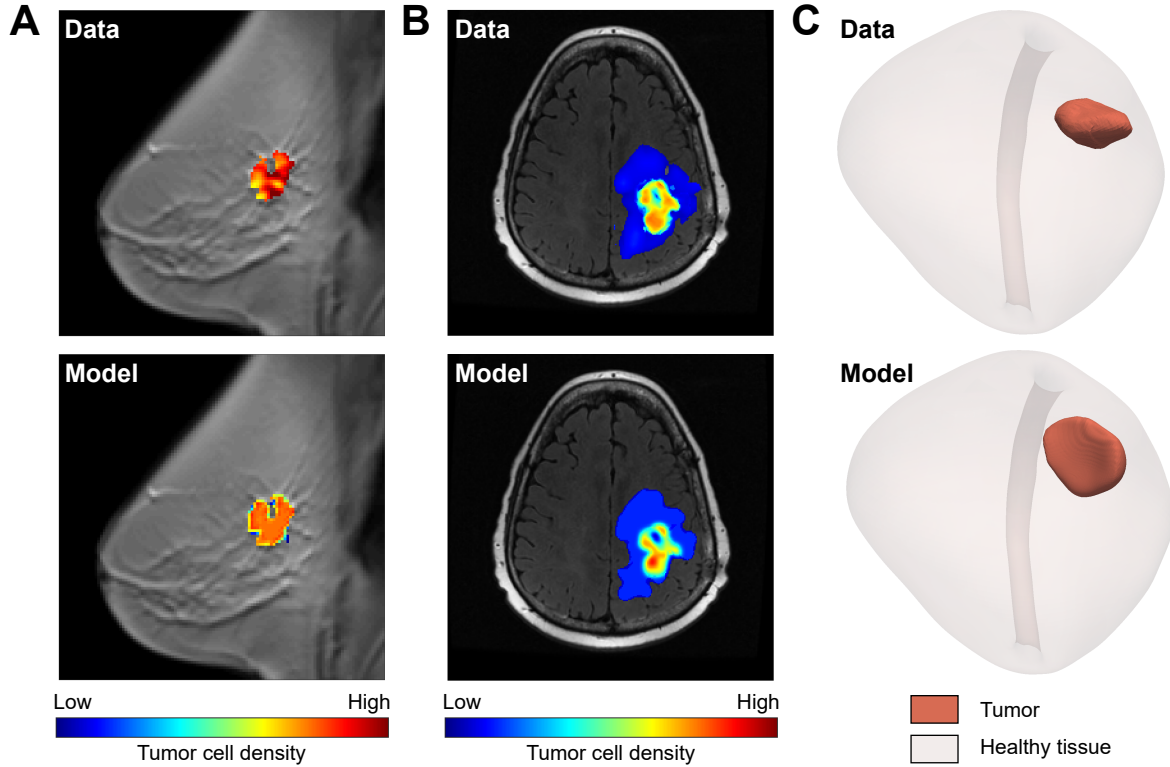 A
Data
B
Data
C
Data
Model
Model
Model
Low
High
Tumor cell density
Low
High
Tumor cell density
Tumor
Healthy tissue